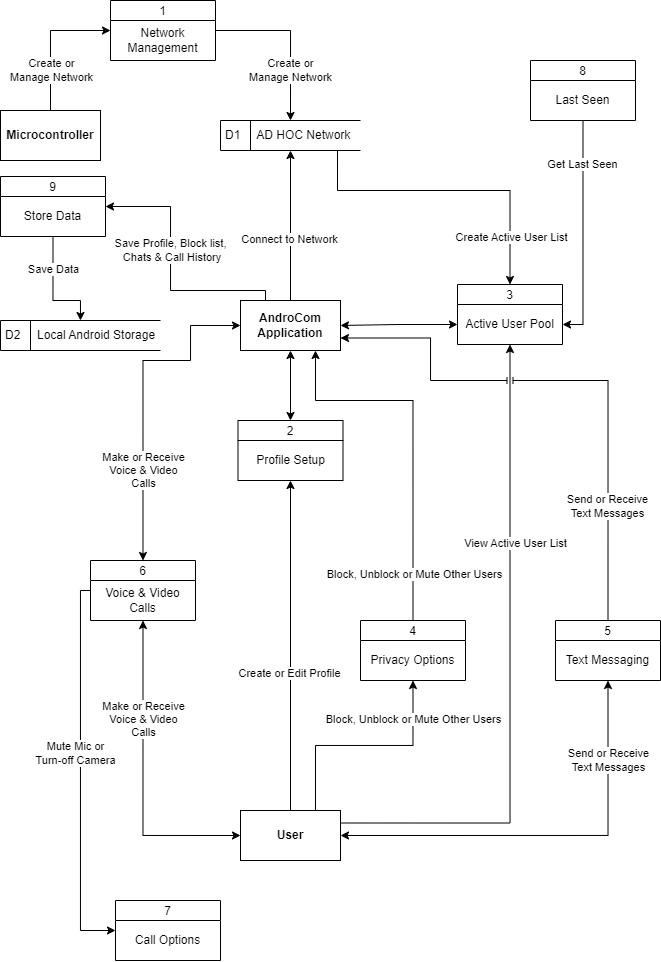 1
Network
Management
Create or
Manage Network
Create or
Manage Network
8
Last Seen
Microcontroller
D1
AD HOC Network
Get Last Seen
9
Store Data
Create Active User List
Connect to Network
Save Profile, Block list,
Chats & Call History
Save Data
3
Active User Pool
AndroCom
Application
D2
Local Android Storage
2
Profile Setup
Make or Receive
Voice & Video
Calls
Send or Receive
Text Messages
View Active User List
6
Voice & Video
Calls
Block, Unblock or Mute Other Users
4
Privacy Options
5
Text Messaging
Create or Edit Profile
Make or Receive
Voice & Video
Calls
Block, Unblock or Mute Other Users
Mute Mic or
Turn-off Camera
Send or Receive
Text Messages
User
7
Call Options